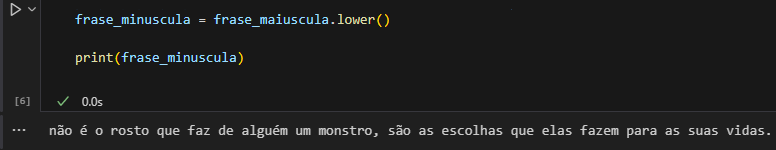 frase_minuscula = frase_maiuscula.lower()
print(frase_minuscula)
[6]
0.0s
não é o rosto que faz de alguém um monstro, são as escolhas que elas fazem para as suas vidas.